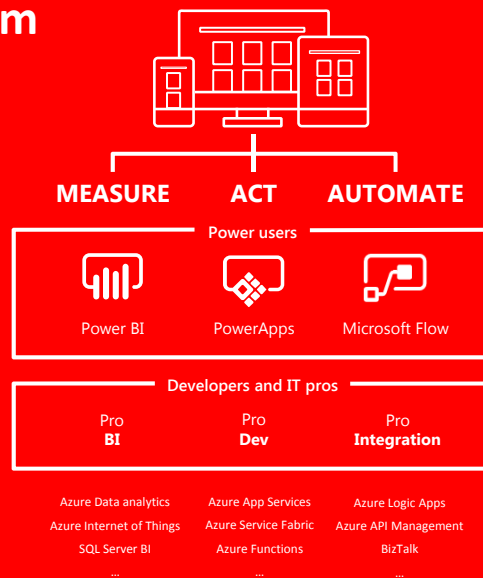 m
MEASURE ACT AUTOMATE
Power users
Power BI PowerApps Microsoft Flow
Developers and IT pros
Pro Pro Pro
BI Dev Integration
Azure Data analytics Azure App Services Azure Logic Apps
Azure Internet of Things Azure Service Fabric Azure API Management
SQL Server BI Azure Functions BizTalk
... ... ...